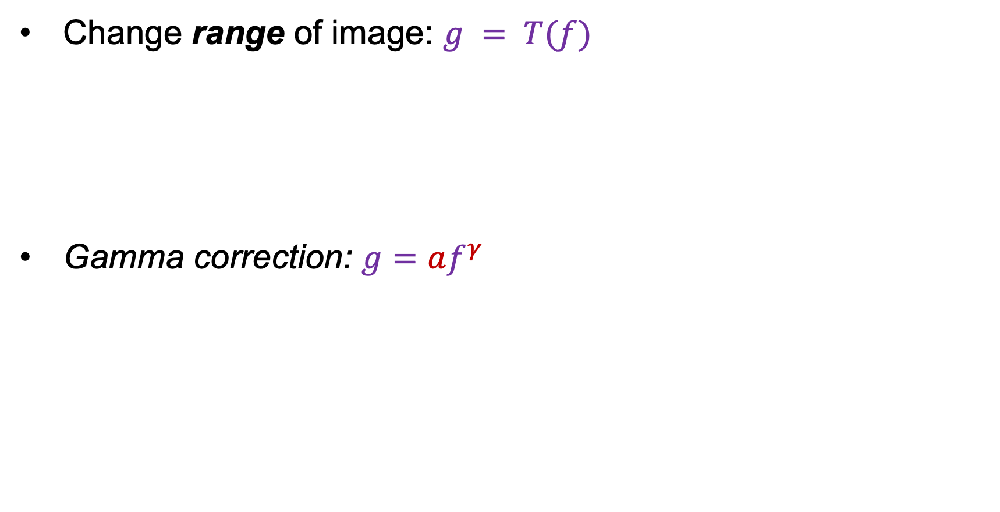 • Change range of image: g = T(f)
• Gamma correction: g = af^γ